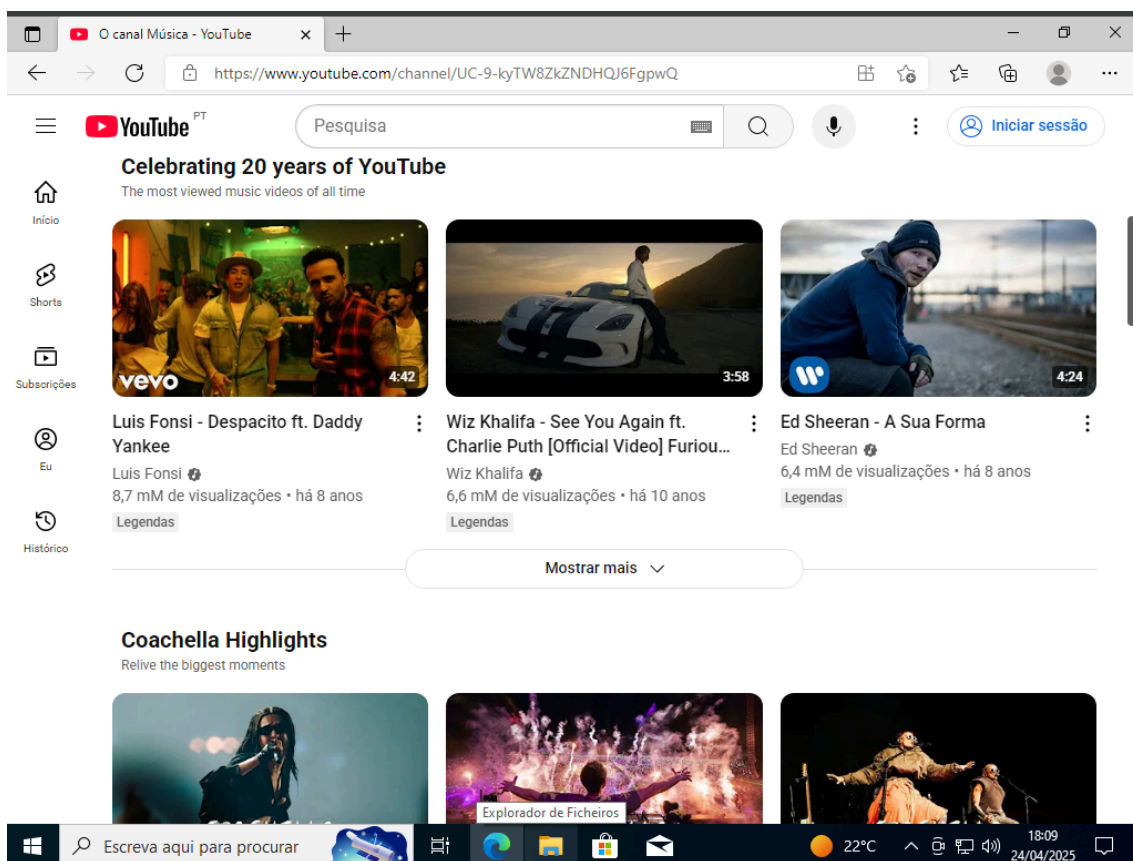 O canal Música - YouTube
https://www.youtube.com/channel/UC-9-kyTW8ZkZNDHQJ6FgpwQ
YouTube PT
Pesquisa
Iniciar sessão
Início
Shorts
Subscrições
Eu
Histórico
Celebrating 20 years of YouTube
The most viewed music videos of all time
vevo
4:42
3:58
4:24
Luis Fonsi - Despacito ft. Daddy
Yankee
Luis Fonsi
8,7 mM de visualizações • há 8 anos
Legendas
Wiz Khalifa - See You Again ft.
Charlie Puth [Official Video] Furiou...
Wiz Khalifa
6,6 mM de visualizações • há 10 anos
Legendas
Ed Sheeran - A Sua Forma
Ed Sheeran
6,4 mM de visualizações • há 8 anos
Legendas
Mostrar mais
Coachella Highlights
Relive the biggest moments
Explorador de Ficheiros
Escreva aqui para procurar
22°C
18:09
24/04/2025